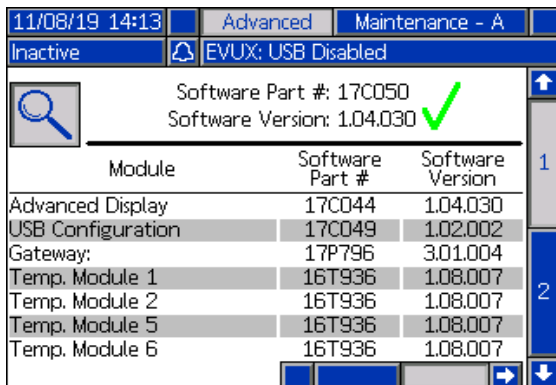 11/08/19 14:13 Advanced Maintenance - A
Inactive EVUX: USB Disabled
Software Part #: 17C050
Software Version: 1.04.030
Module Software Part # Software Version
Advanced Display 17C044 1.04.030
USB Configuration 17C049 1.02.002
Gateway: 17P796 3.01.004
Temp. Module 1 16T936 1.08.007
Temp. Module 2 16T936 1.08.007
Temp. Module 5 16T936 1.08.007
Temp. Module 6 16T936 1.08.007
1
2